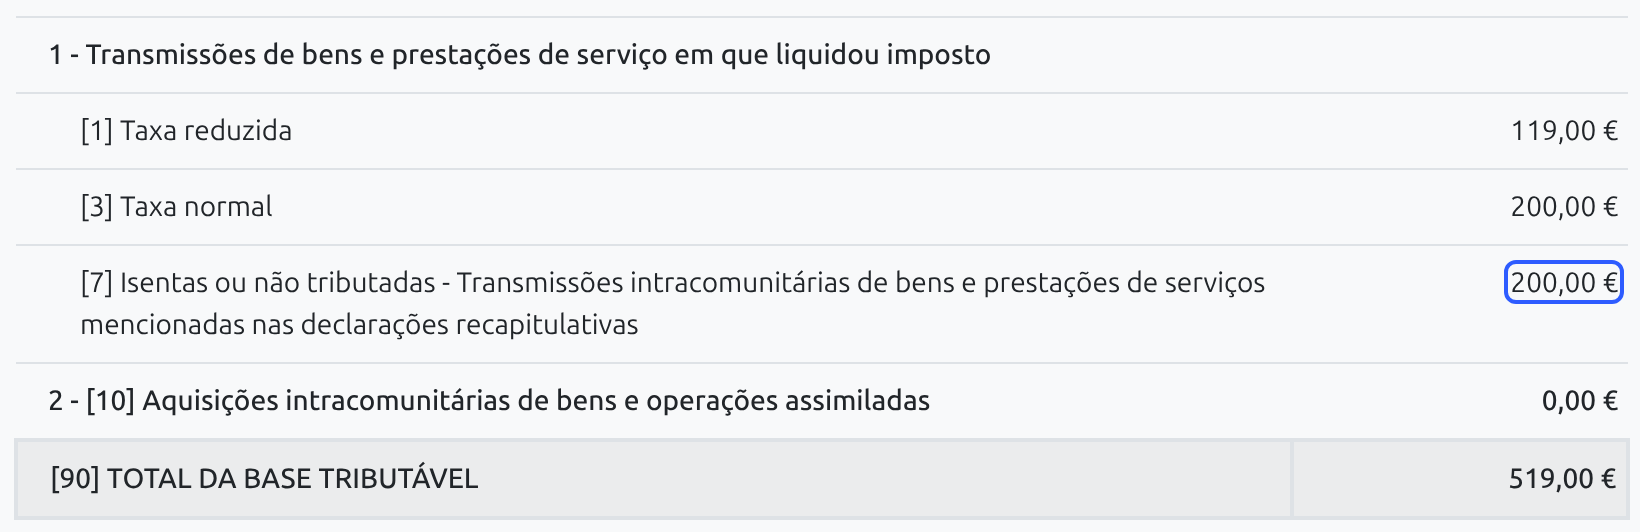 1 - Transmissões de bens e prestações de serviço em que liquidou imposto
[1] Taxa reduzida 119,00 €
[3] Taxa normal 200,00 €
[7] Isentas ou não tributadas - Transmissões intracomunitárias de bens e prestações de serviços 200,00 €
mencionadas nas declarações recapitulativas
2 - [10] Aquisições intracomunitárias de bens e operações assimiladas 0,00 €
[90] TOTAL DA BASE TRIBUTÁVEL 519,00 €